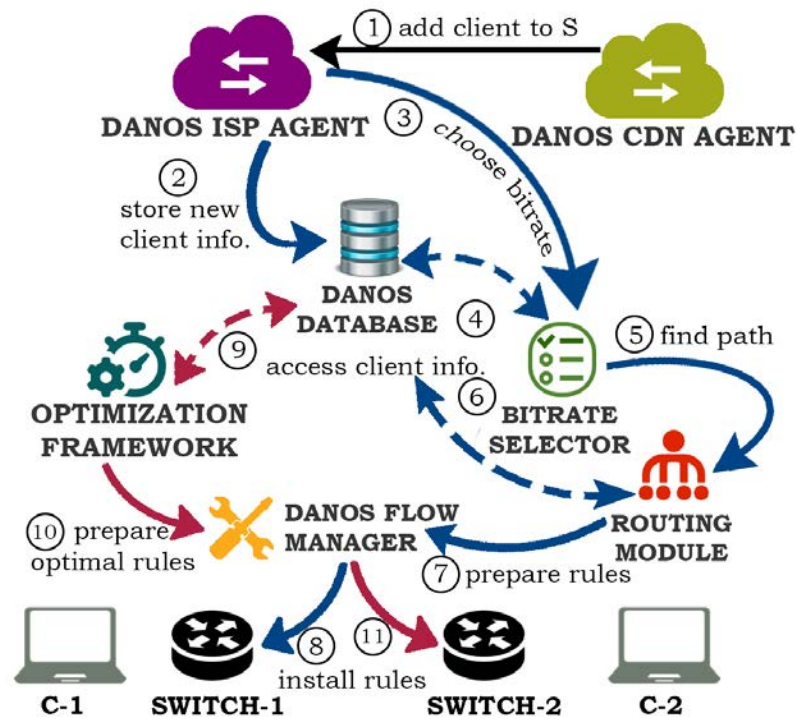 ① add client to S
DANOS ISP AGENT
DANOS CDN AGENT
③ choose bitrate
②
store new
client info.
DANOS
DATABASE
④
⑤ find path
⑨
access client info.
⑥
OPTIMIZATION
FRAMEWORK
BITRATE
SELECTOR
⑩ prepare
optimal rules
DANOS FLOW
MANAGER
ROUTING
MODULE
⑦ prepare rules
⑧
⑪
install rules
C-1
SWITCH-1
SWITCH-2
C-2